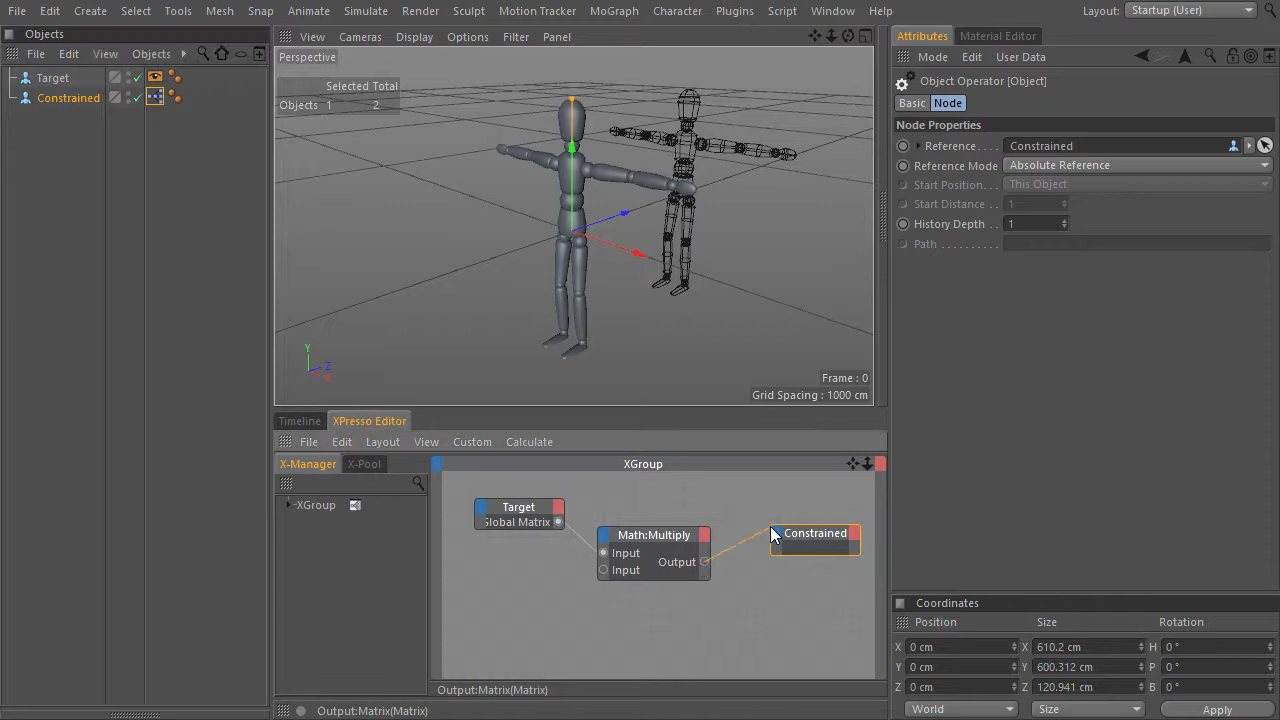 File Edit Create Select Tools Mesh Snap Animate Simulate Render Sculpt Motion Tracker MoGraph Character Plugins Script Window Help Layout: Startup (User)
Objects
File Edit View Objects
Target
Constrained
View Cameras Display Options Filter Panel
Perspective
Selected Total
Objects 1 2
Y
Z
X
Frame : 0
Grid Spacing : 1000 cm
Timeline XPresso Editor
File Edit Layout View Custom Calculate
X-Manager X-Pool
XGroup
XGroup
Target
Global Matrix
Math:Multiply
Input
Output
Input
Constrained
Output:Matrix(Matrix)
Output:Matrix(Matrix)
Attributes Material Editor
Mode Edit User Data
Object Operator [Object]
Basic Node
Node Properties
Reference . . . . Constrained
Reference Mode Absolute Reference
Start Position. . . This Object
Start Distance . . 1
History Depth . . 1
Path . . . . . . . . . .
Coordinates
Position Size Rotation
X 0 cm X 610.2 cm H 0 °
Y 0 cm Y 600.312 cm P 0 °
Z 0 cm Z 120.941 cm B 0 °
World Size Apply